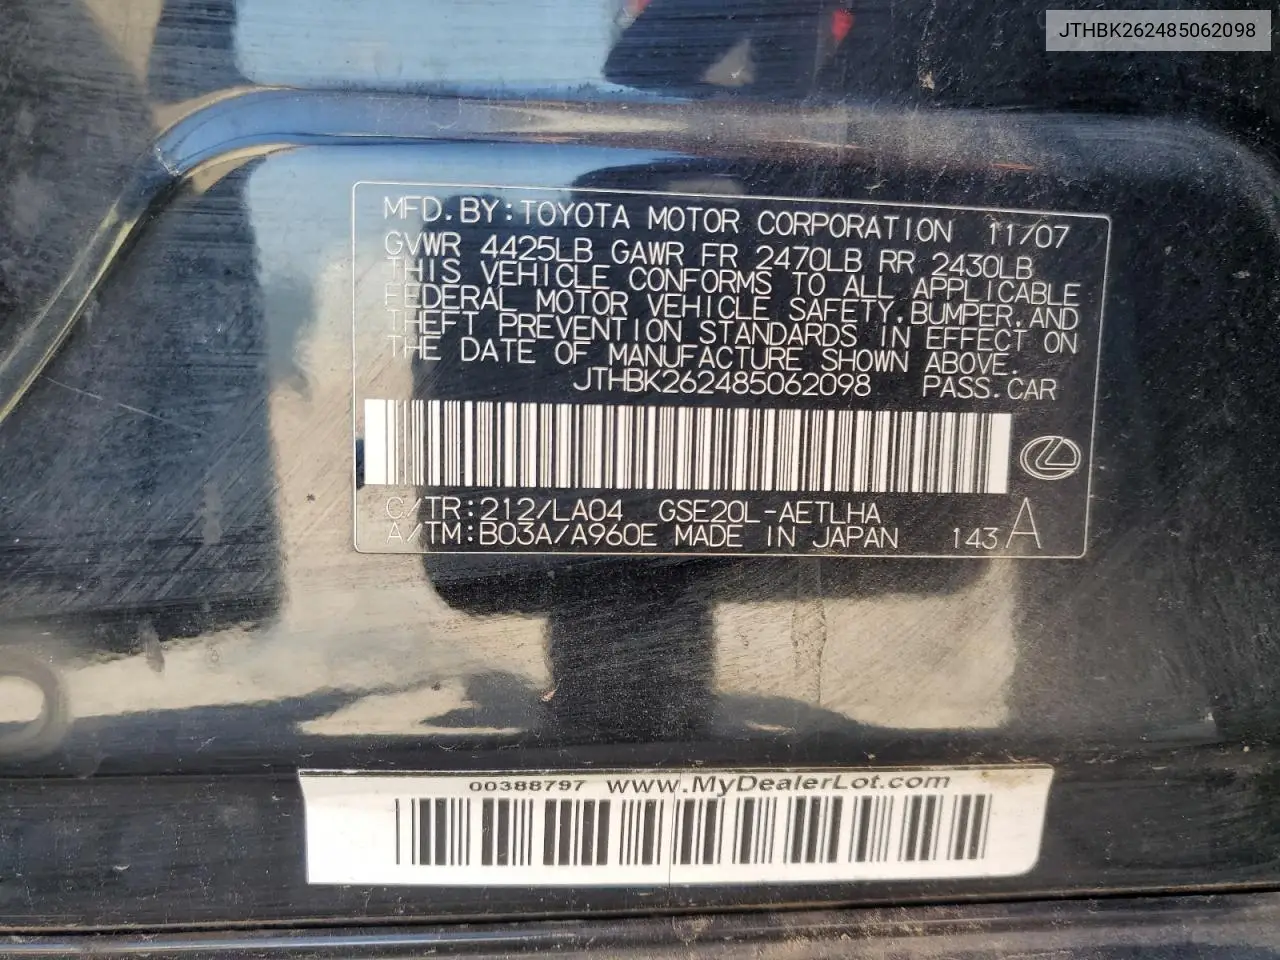 JTHBK262485062098
MFD.BY:TOYOTA MOTOR CORPORATION 11/07
GVWR 4425LB GAWR FR 2470LB RR 2430LB
THIS VEHICLE CONFORMS TO ALL APPLICABLE
FEDERAL MOTOR VEHICLE SAFETY,BUMPER,AND
THEFT PREVENTION STANDARDS IN EFFECT ON
THE DATE OF MANUFACTURE SHOWN ABOVE.
JTHBK262485062098 PASS.CAR
C/TR:212/LA04 GSE20L-AETLHA
A/TM:B03A/A960E MADE IN JAPAN 143 A
00388797 www.MyDealerLot.com